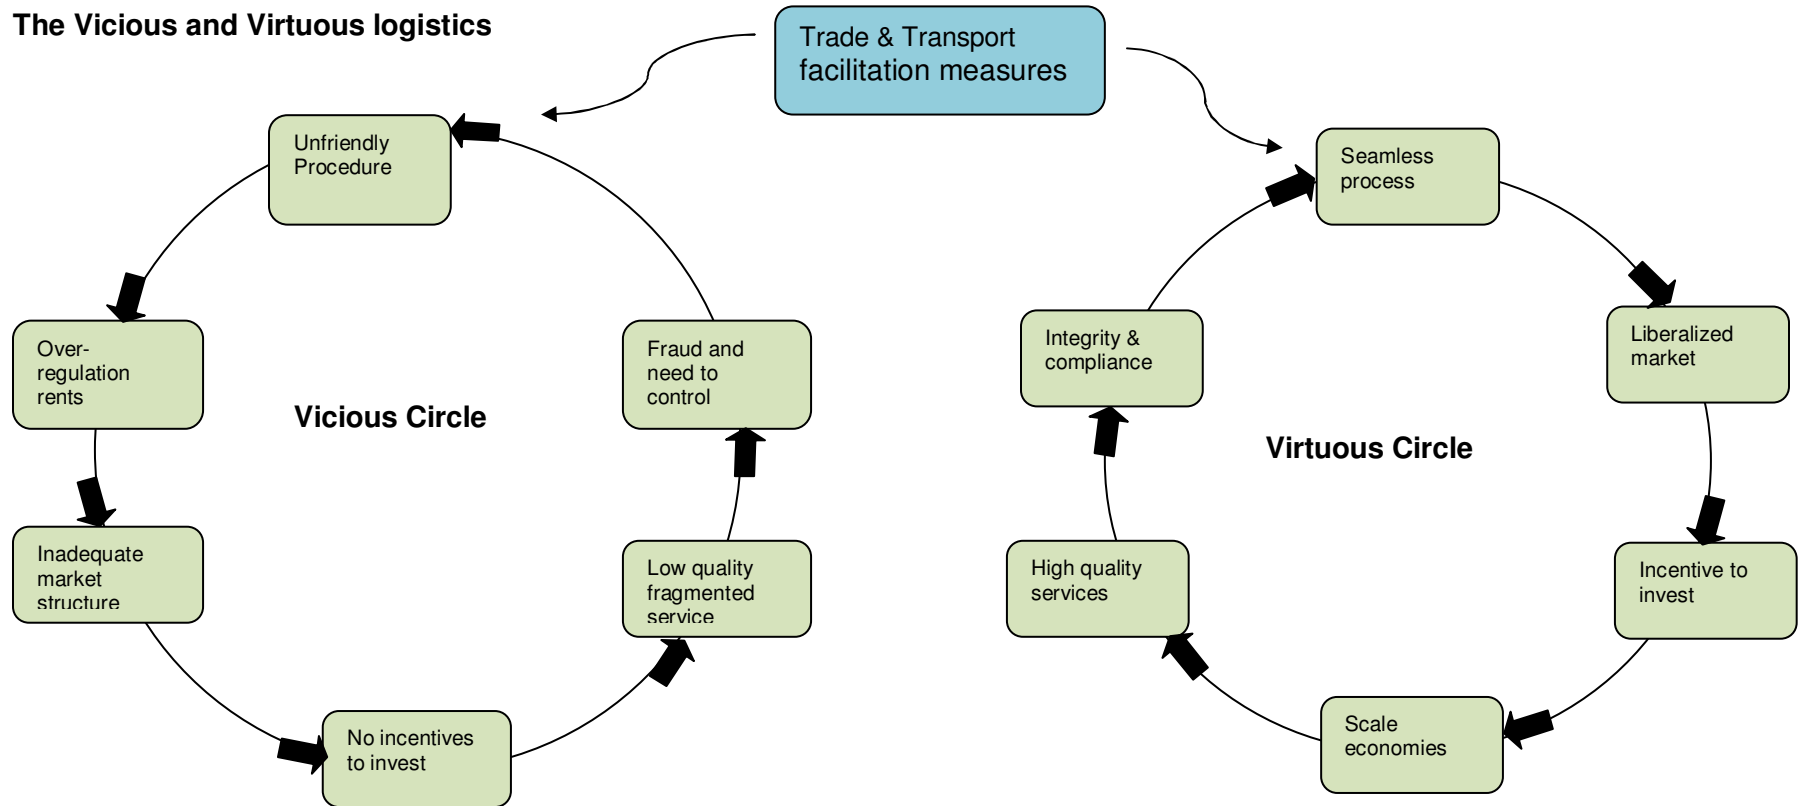 The Vicious and Virtuous logistics
Trade & Transport
facilitation measures
Unfriendly
Procedure
Over-
regulation
rents
Inadequate
market
structure
No incentives
to invest
Low quality
fragmented
service
Fraud and
need to
control
Vicious Circle
Seamless
process
Liberalized
market
Incentive to
invest
Scale
economies
High quality
services
Integrity &
compliance
Virtuous Circle